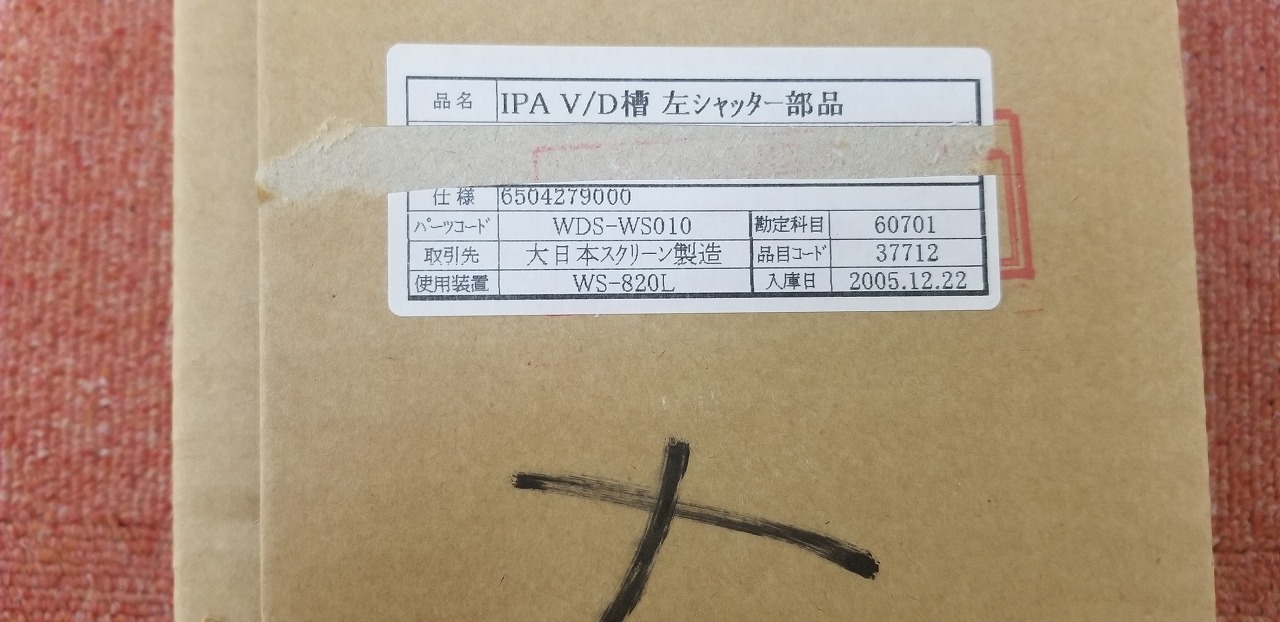 品名 IPA V/D槽 左シャッター部品
仕様 6504279000
パーツコード WDS-WS010 勘定科目 60701
取引先 大日本スクリーン製造 品目コード 37712
使用装置 WS-820L 入庫日 2005.12.22